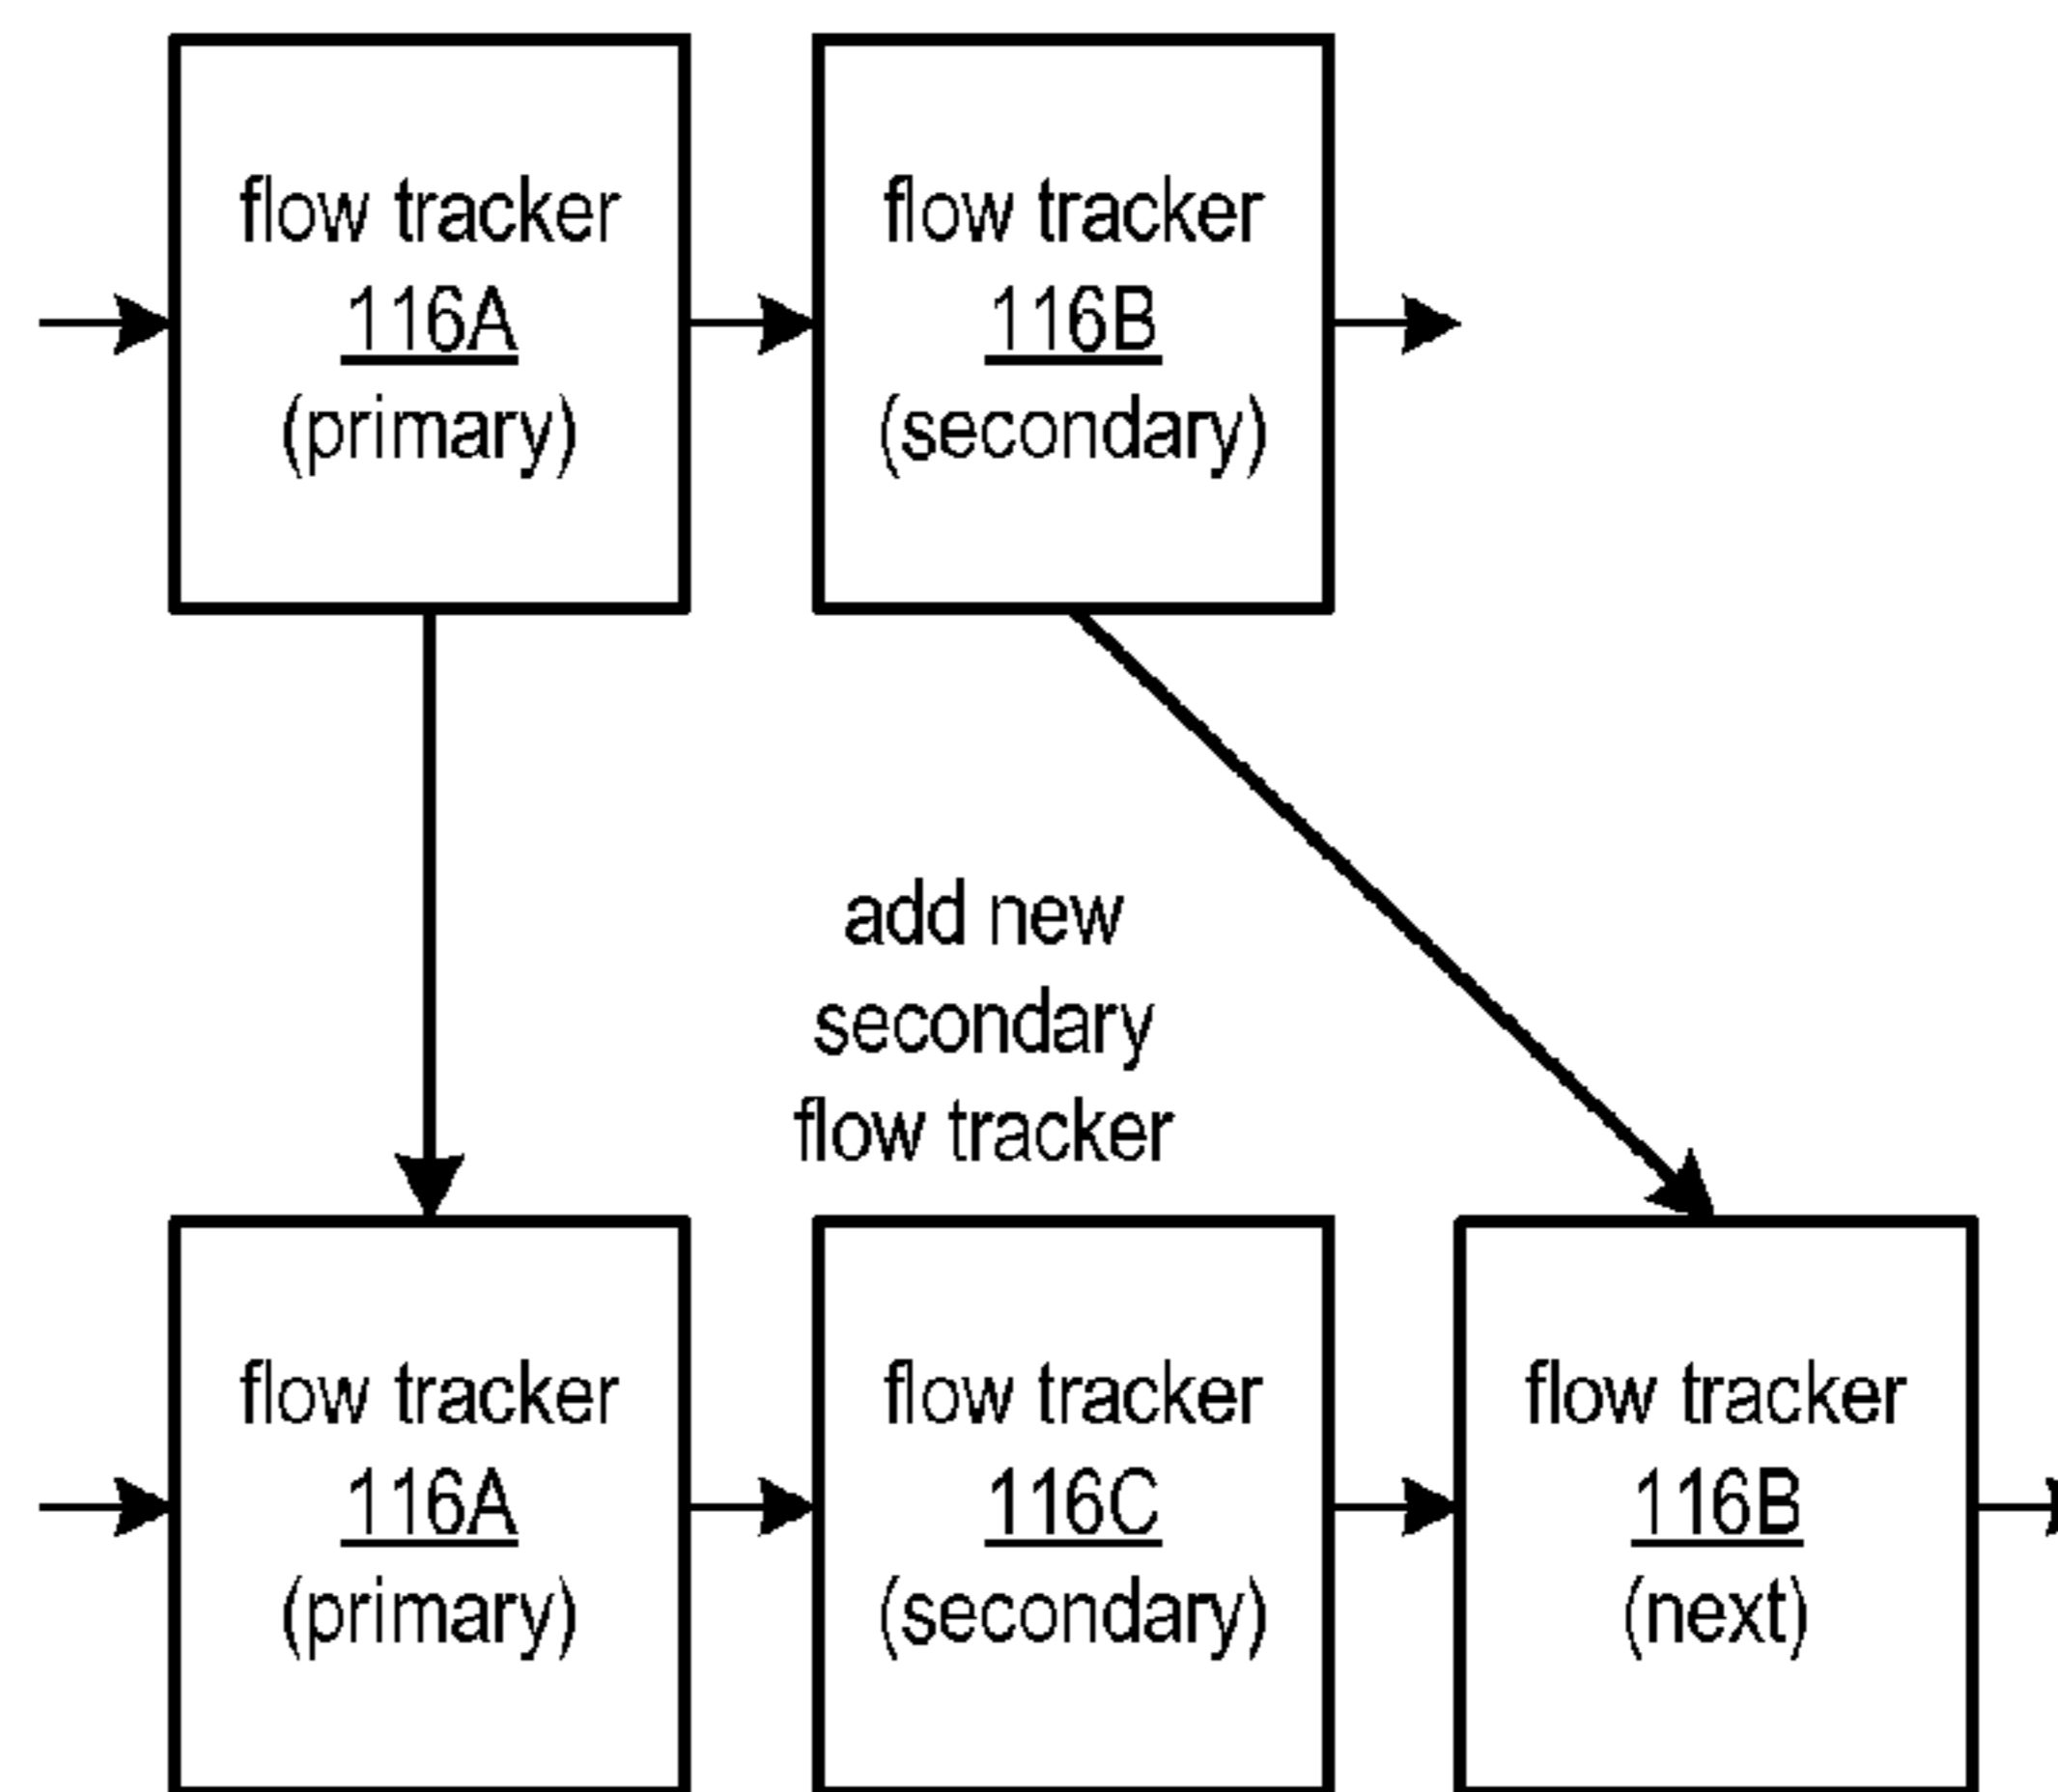 flow tracker
116A
(primary)
flow tracker
116B
(secondary)
add new
secondary
flow tracker
flow tracker
116A
(primary)
flow tracker
116C
(secondary)
flow tracker
116B
(next)